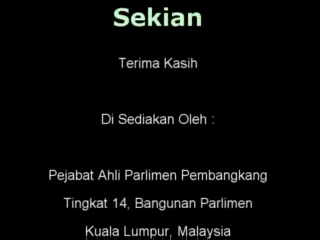 Sekian
Terima Kasih
Di Sediakan Oleh :
Pejabat Ahli Parlimen Pembangkang
Tingkat 14, Bangunan Parlimen
Kuala Lumpur, Malaysia